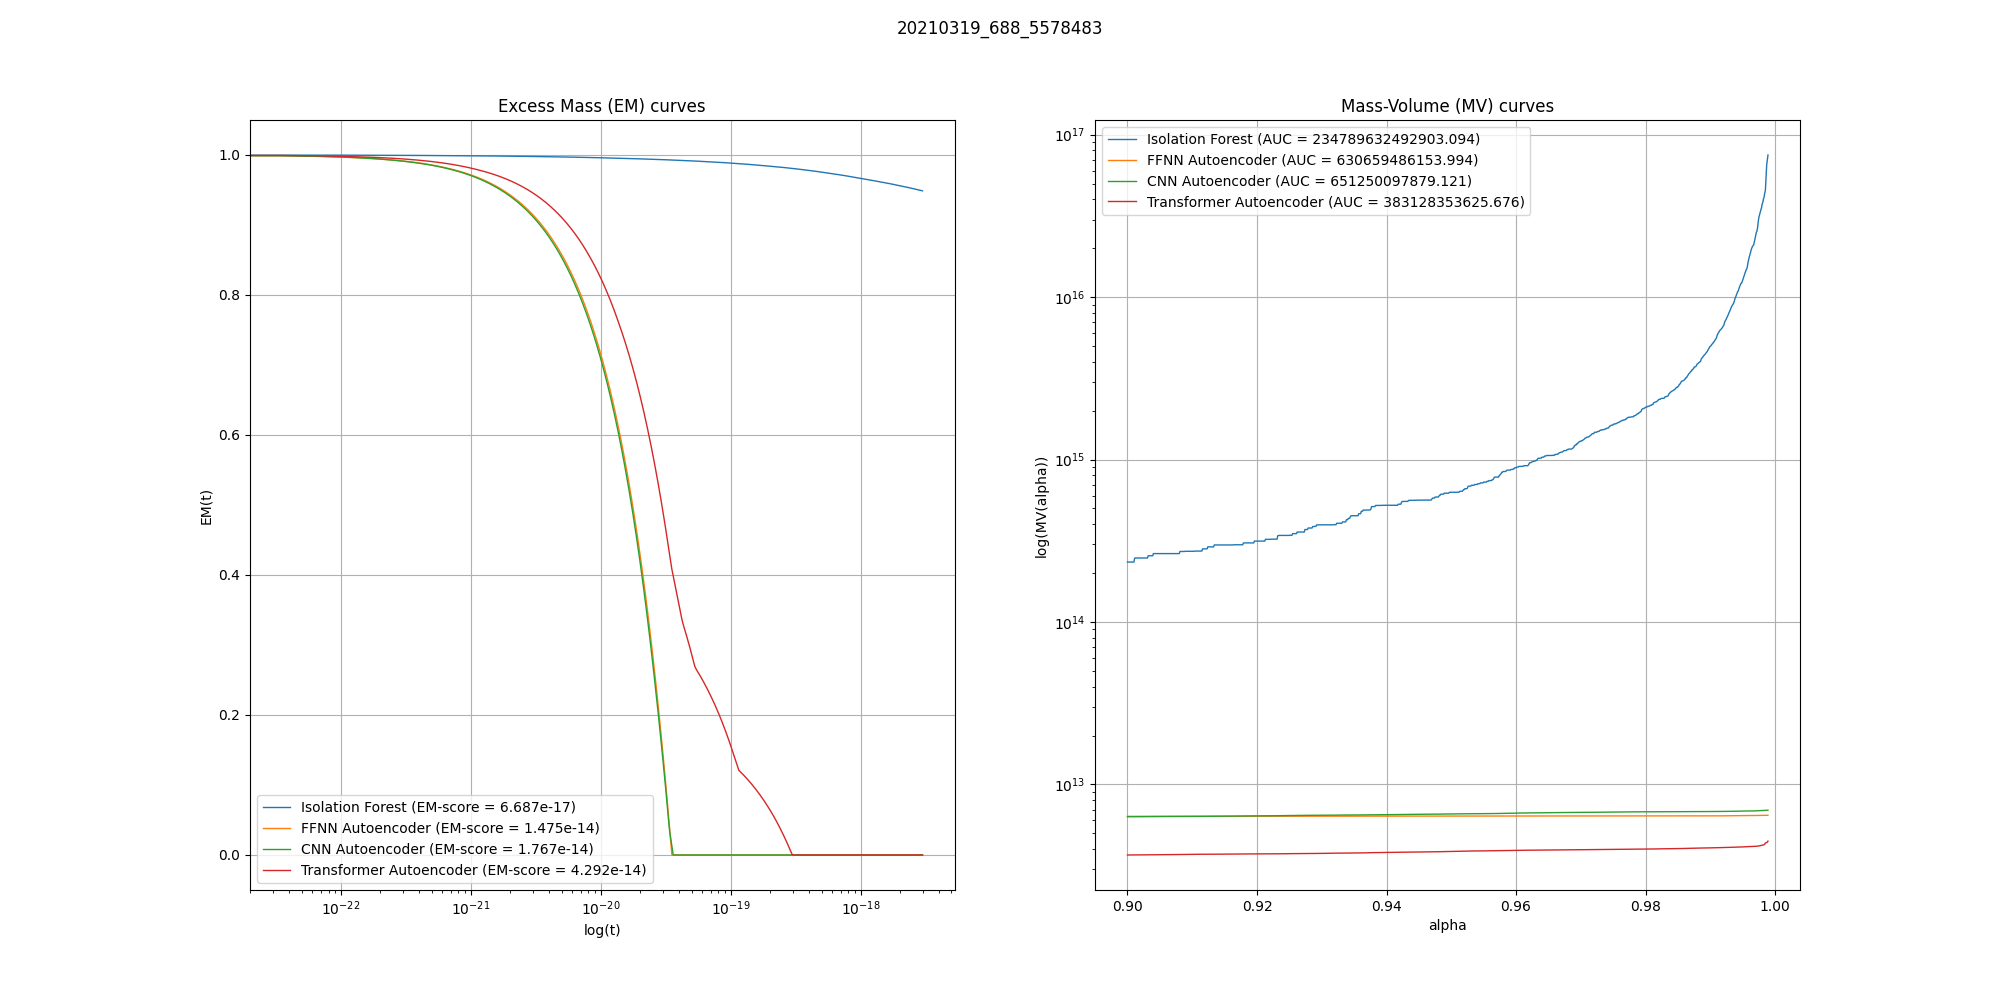 20210319_688_5578483
Excess Mass (EM) curves
EM(t)
1.0
0.8
0.6
0.4
0.2
0.0
Isolation Forest (EM-score = 6.687e-17)
FFNN Autoencoder (EM-score = 1.475e-14)
CNN Autoencoder (EM-score = 1.767e-14)
Transformer Autoencoder (EM-score = 4.292e-14)
10⁻²² 10⁻²¹ 10⁻²⁰ 10⁻¹⁹ 10⁻¹⁸
log(t)
Mass-Volume (MV) curves
Isolation Forest (AUC = 234789632492903.094)
FFNN Autoencoder (AUC = 630659486153.994)
CNN Autoencoder (AUC = 651250097879.121)
Transformer Autoencoder (AUC = 383128353625.676)
log(MV(alpha))
10¹⁷
10¹⁶
10¹⁵
10¹⁴
10¹³
0.90 0.92 0.94 0.96 0.98 1.00
alpha